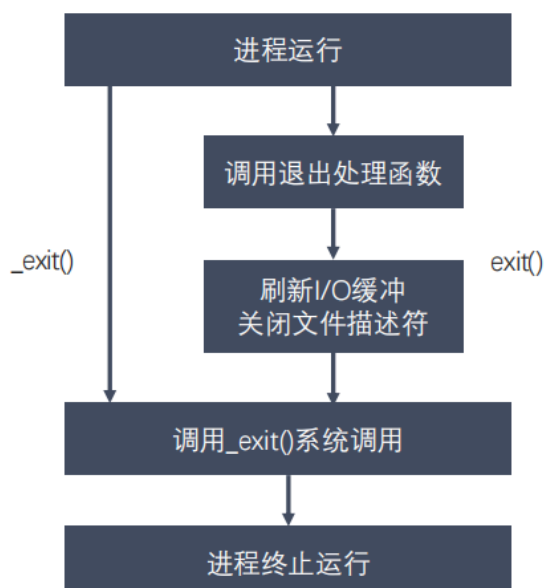 进程运行
调用退出处理函数
_exit()
exit()
刷新I/O缓冲
关闭文件描述符
调用_exit()系统调用
进程终止运行